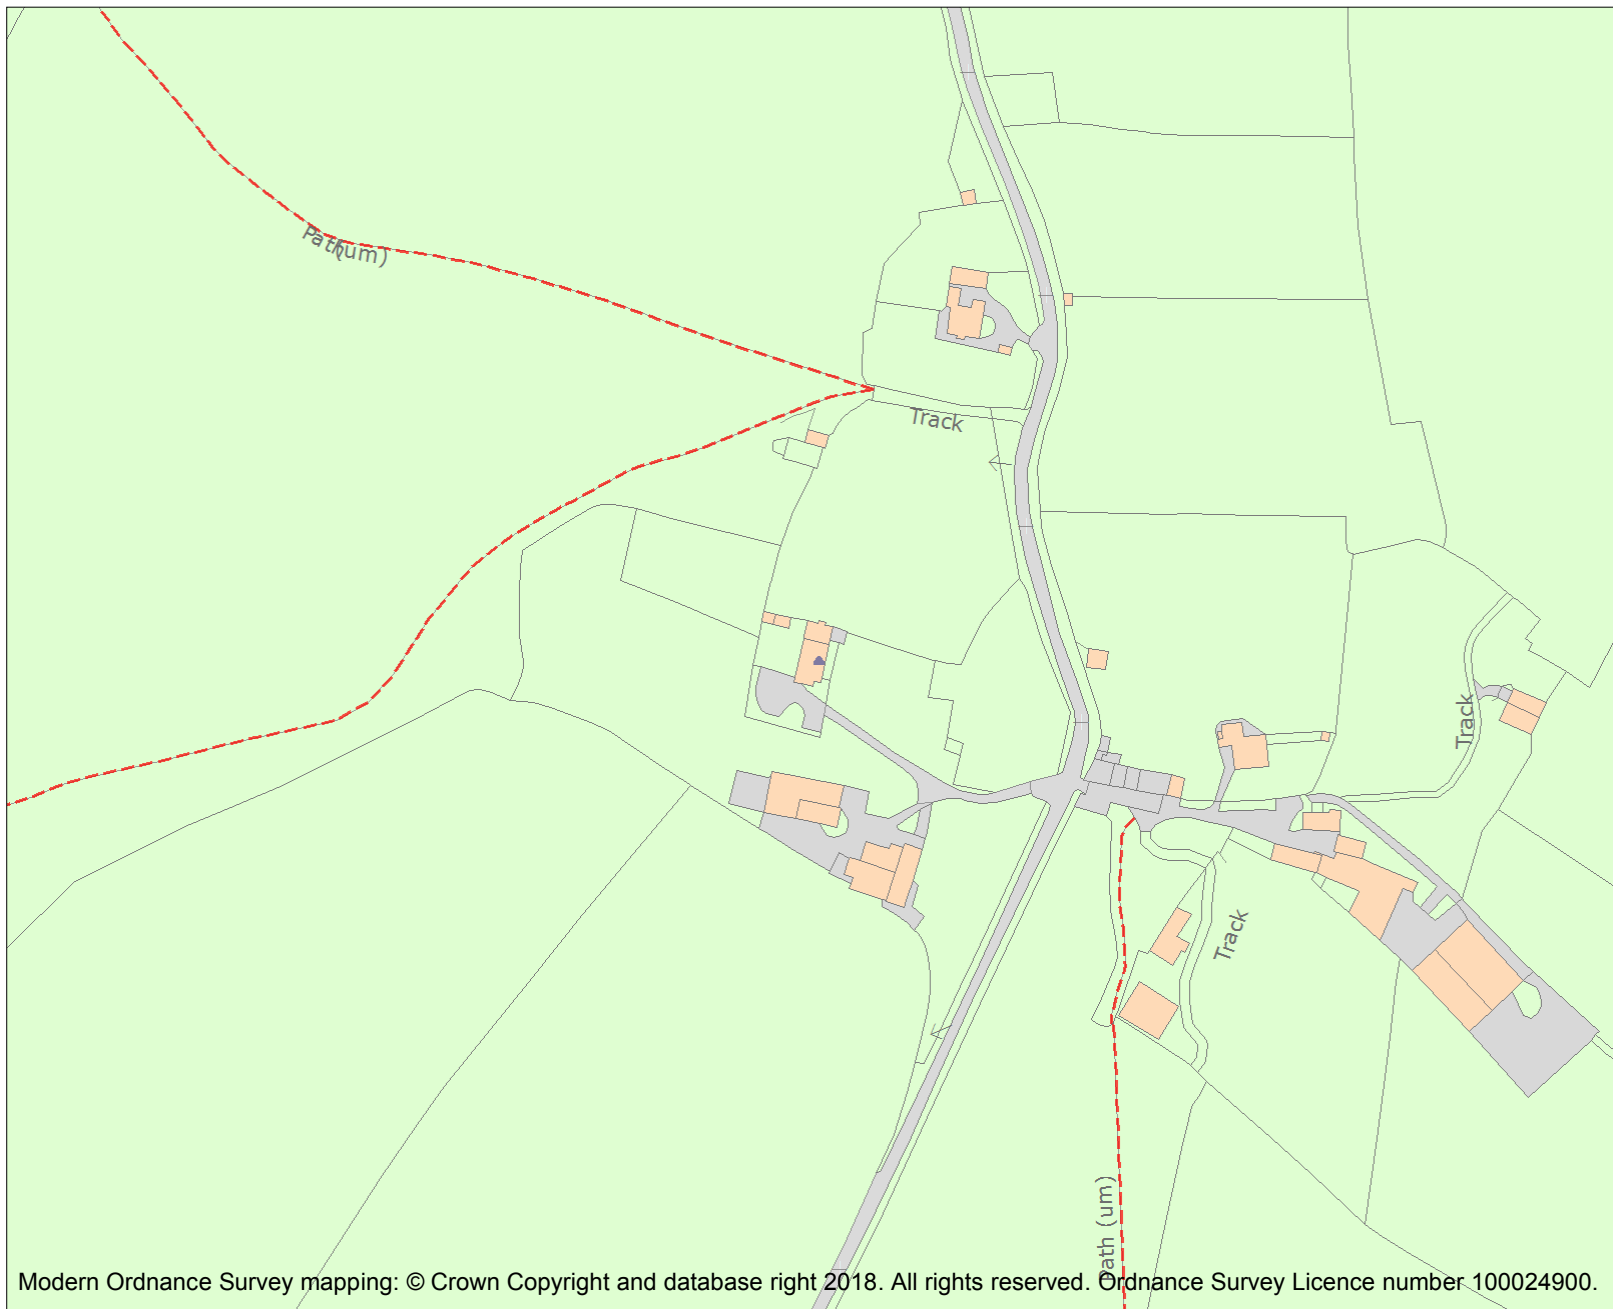 Path (um)
Track
Track
Track
Path (um)
Modern Ordnance Survey mapping: © Crown Copyright and database right 2018. All rights reserved. Ordnance Survey Licence number 100024900.